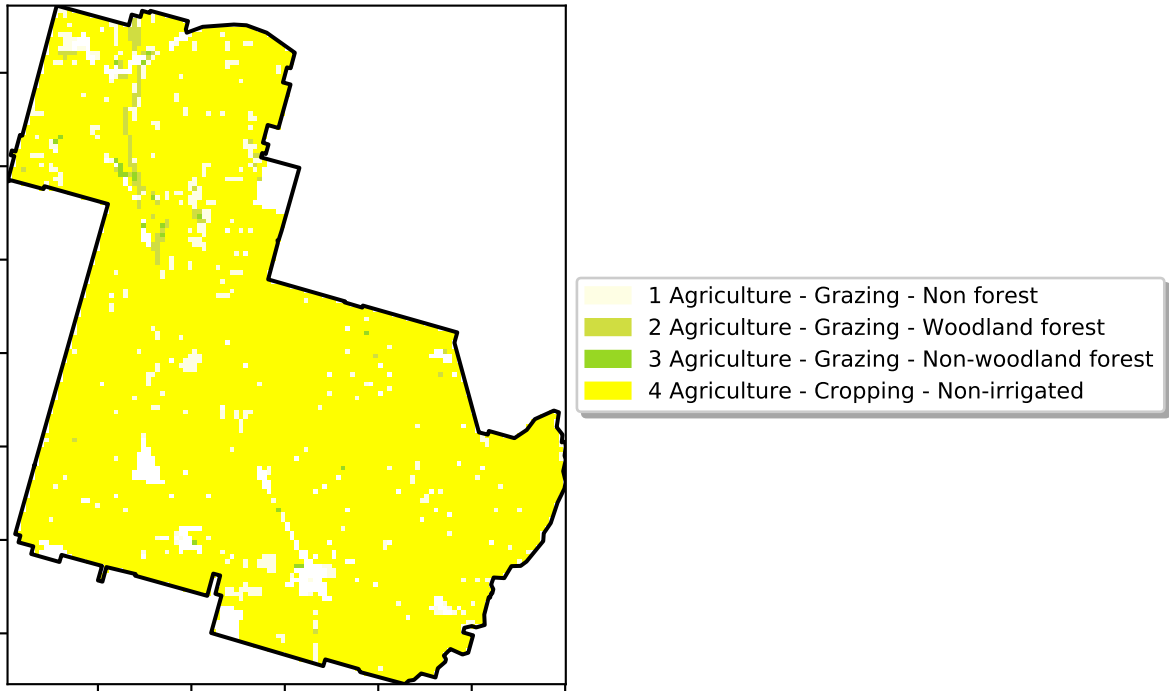 1 Agriculture - Grazing - Non forest
2 Agriculture - Grazing - Woodland forest
3 Agriculture - Grazing - Non-woodland forest
4 Agriculture - Cropping - Non-irrigated